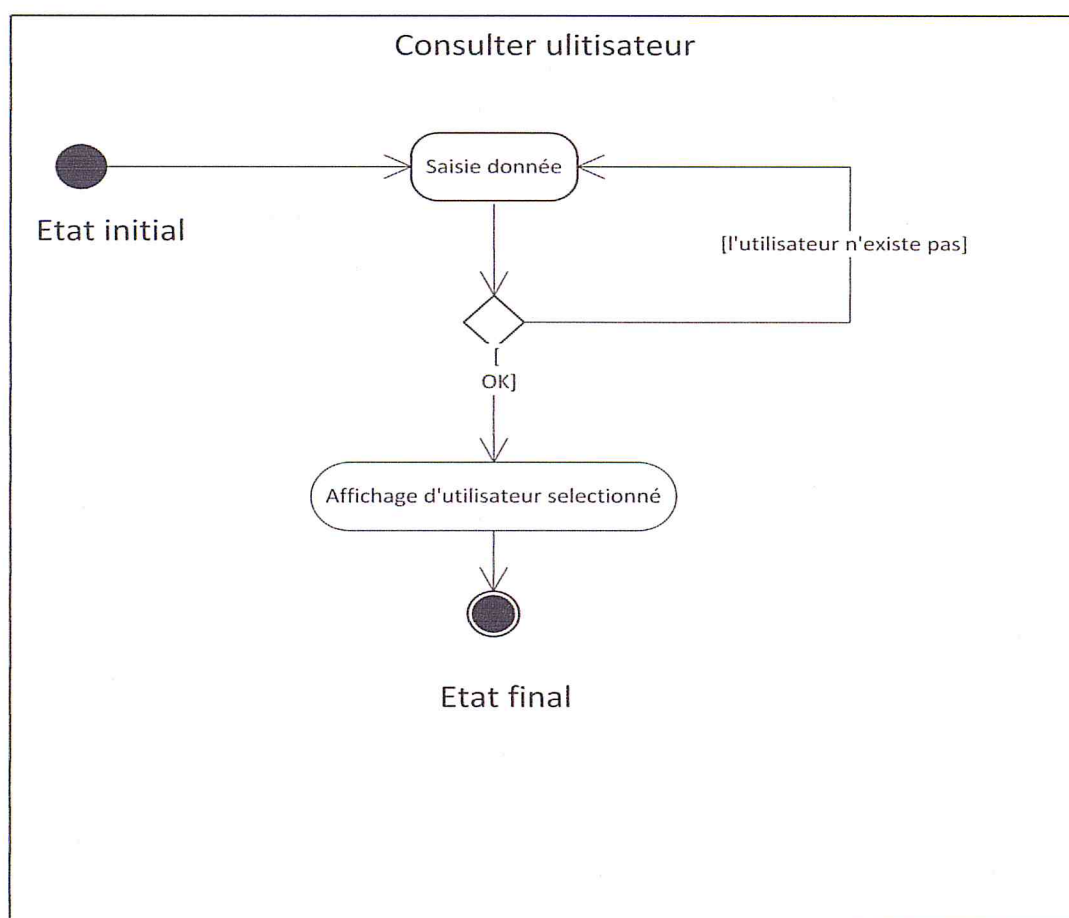 Consulter ulitisateur
Saisie donnée
Etat initial
[l'utilisateur n'existe pas]
[
OK]
Affichage d'utilisateur selectionné
Etat final